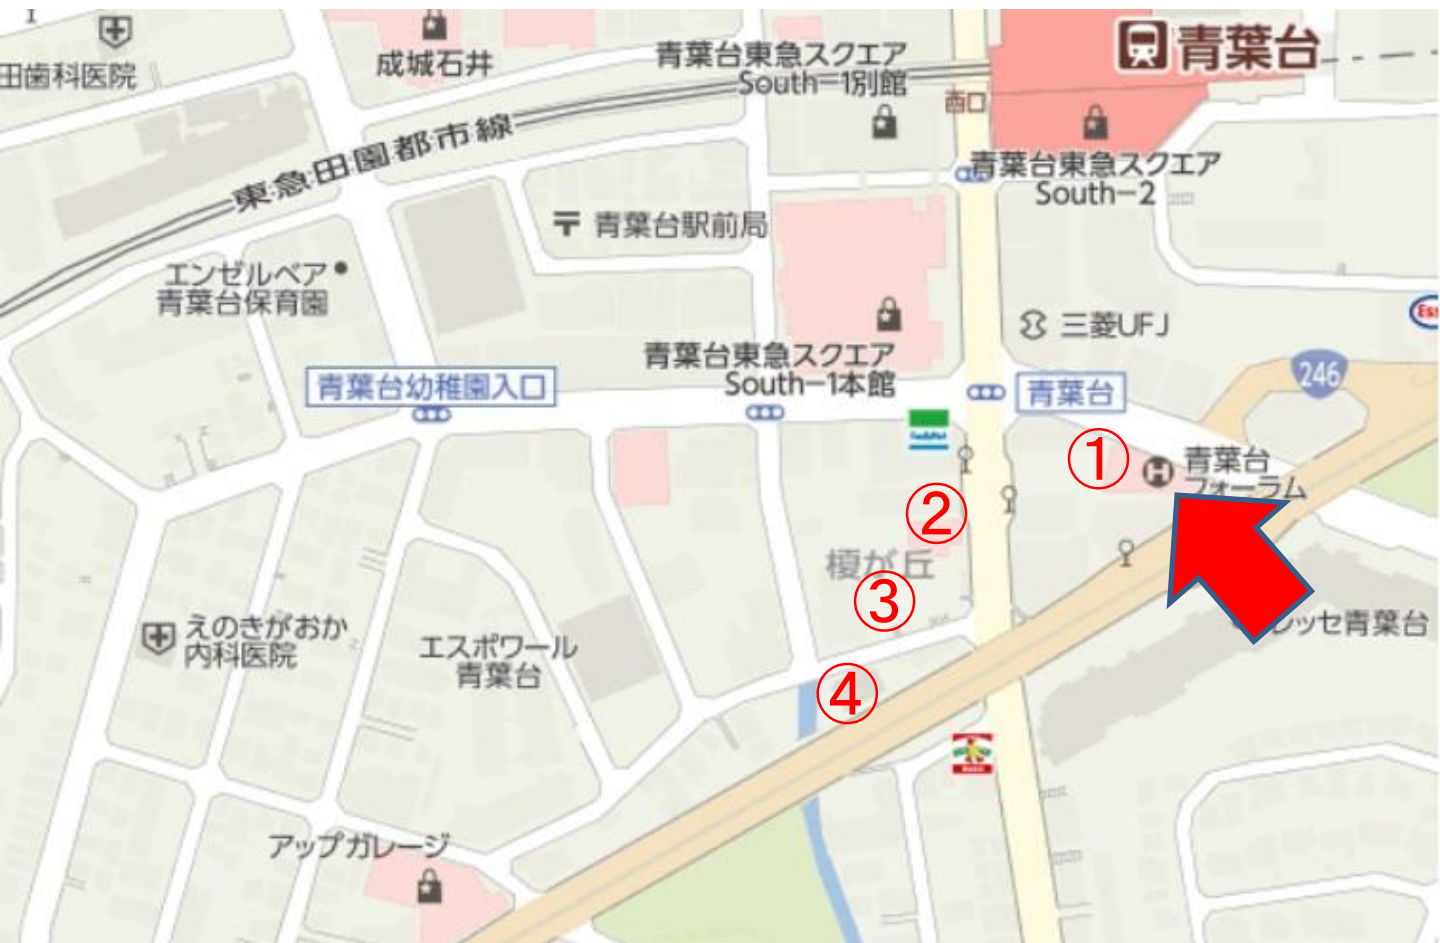 青葉台
成城石井
田歯科医院
青葉台東急スクエア
South-1別館
西口
東急田園都市線
青葉台東急スクエア
South-2
〒 青葉台駅前局
エンゼルベア
青葉台保育園
三菱UFJ
青葉台東急スクエア
South-1本館
青葉台幼稚園入口
青葉台
246
FamilyMart
①
青葉台
フォーラム
②
榎が丘
③
えのきがおか
内科医院
エスポワール
青葉台
レッセ青葉台
④
アップガレージ